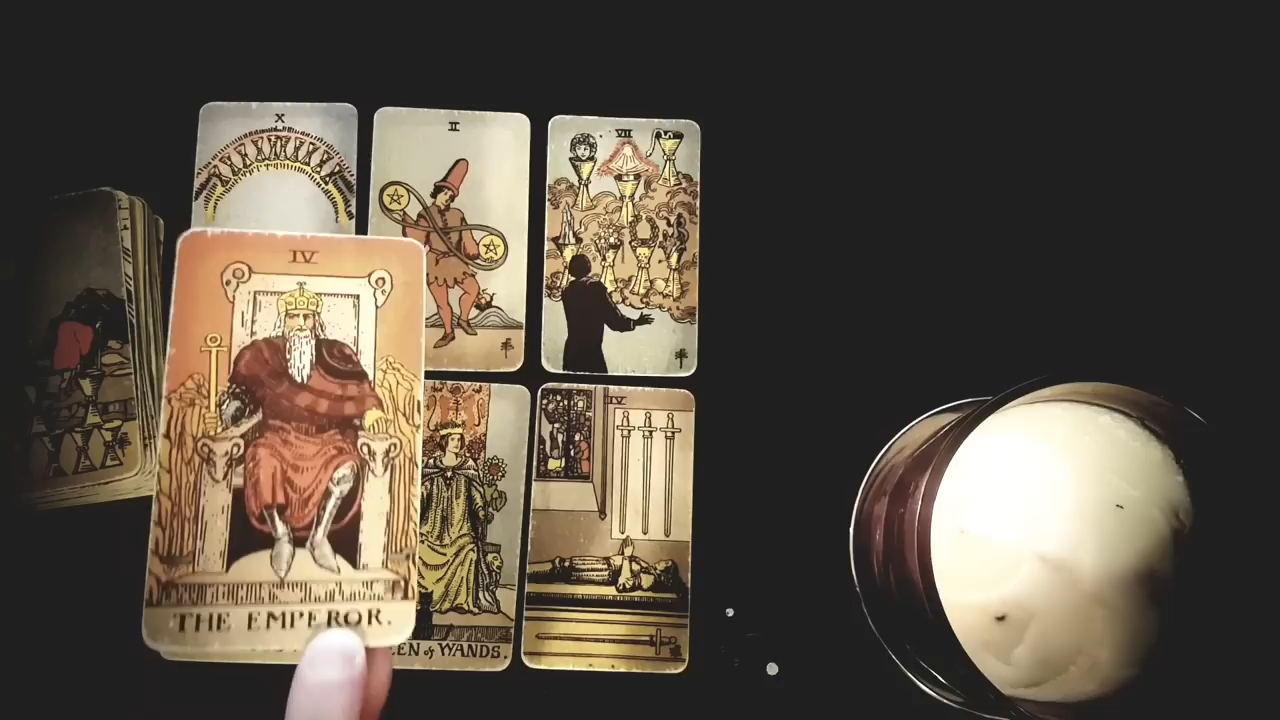 X
II
VII
IV
THE EMPEROR.
EEN of WANDS.
IV